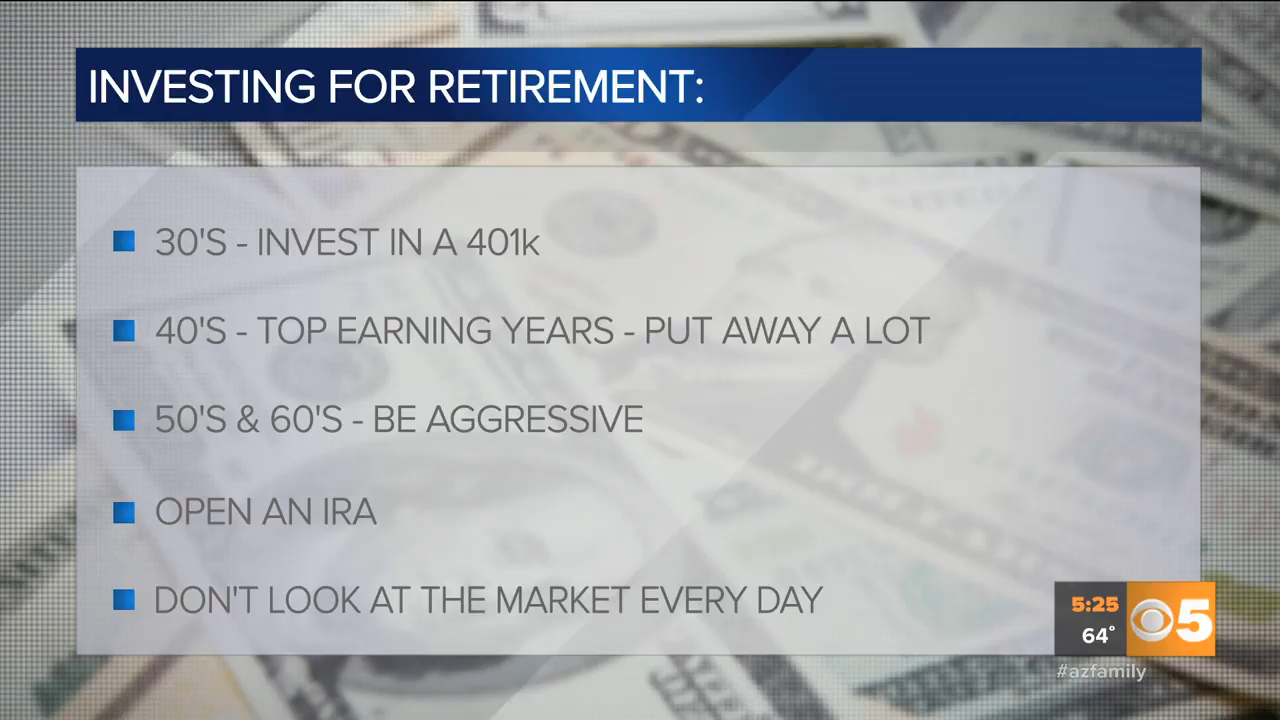 INVESTING FOR RETIREMENT:
30'S - INVEST IN A 401k
40'S - TOP EARNING YEARS - PUT AWAY A LOT
50'S & 60'S - BE AGGRESSIVE
OPEN AN IRA
DON'T LOOK AT THE MARKET EVERY DAY
5:25
64°
5
#azfamily